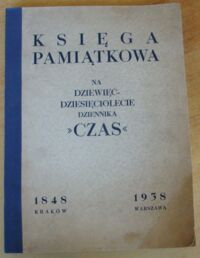 KSIĘGA
PAMIĄTKOWA
NA
DZIEWIĘĆ-
DZIESIĘCIOLECIE
DZIENNIKA
»CZAS«
1848 1938
KRAKÓW WARSZAWA